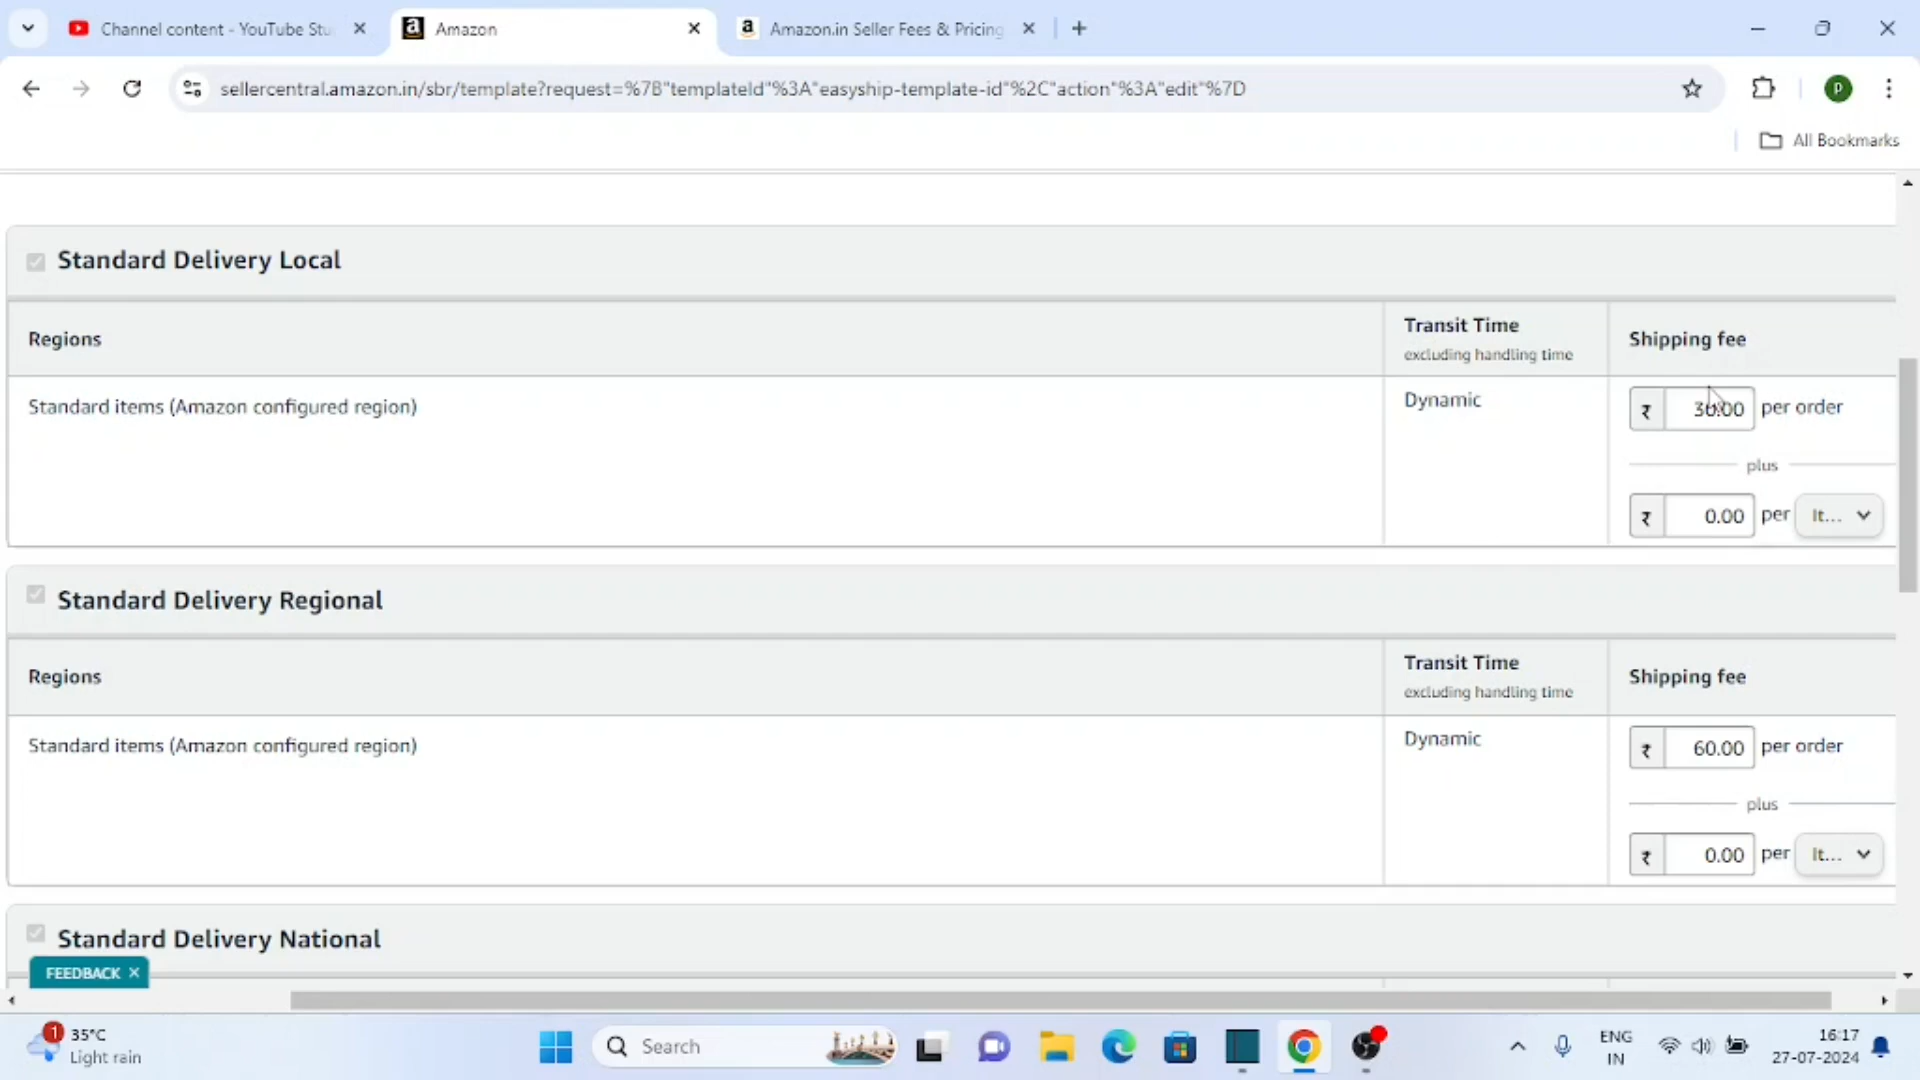 Channel content - YouTube Stu
Amazon
Amazon.in Seller Fees & Pricing
sellercentral.amazon.in/sbr/template?request=%7B"templateId"%3A"easyship-template-id"%2C"action"%3A"edit"%7D
P
All Bookmarks
Standard Delivery Local
Regions
Transit Time
excluding handling time
Shipping fee
Standard items (Amazon configured region)
Dynamic
₹ 30.00 per order
plus
₹ 0.00 per It...
Standard Delivery Regional
Regions
Transit Time
excluding handling time
Shipping fee
Standard items (Amazon configured region)
Dynamic
₹ 60.00 per order
plus
₹ 0.00 per It...
Standard Delivery National
FEEDBACK ×
1
35°C
Light rain
Search
ENG
IN
16:17
27-07-2024